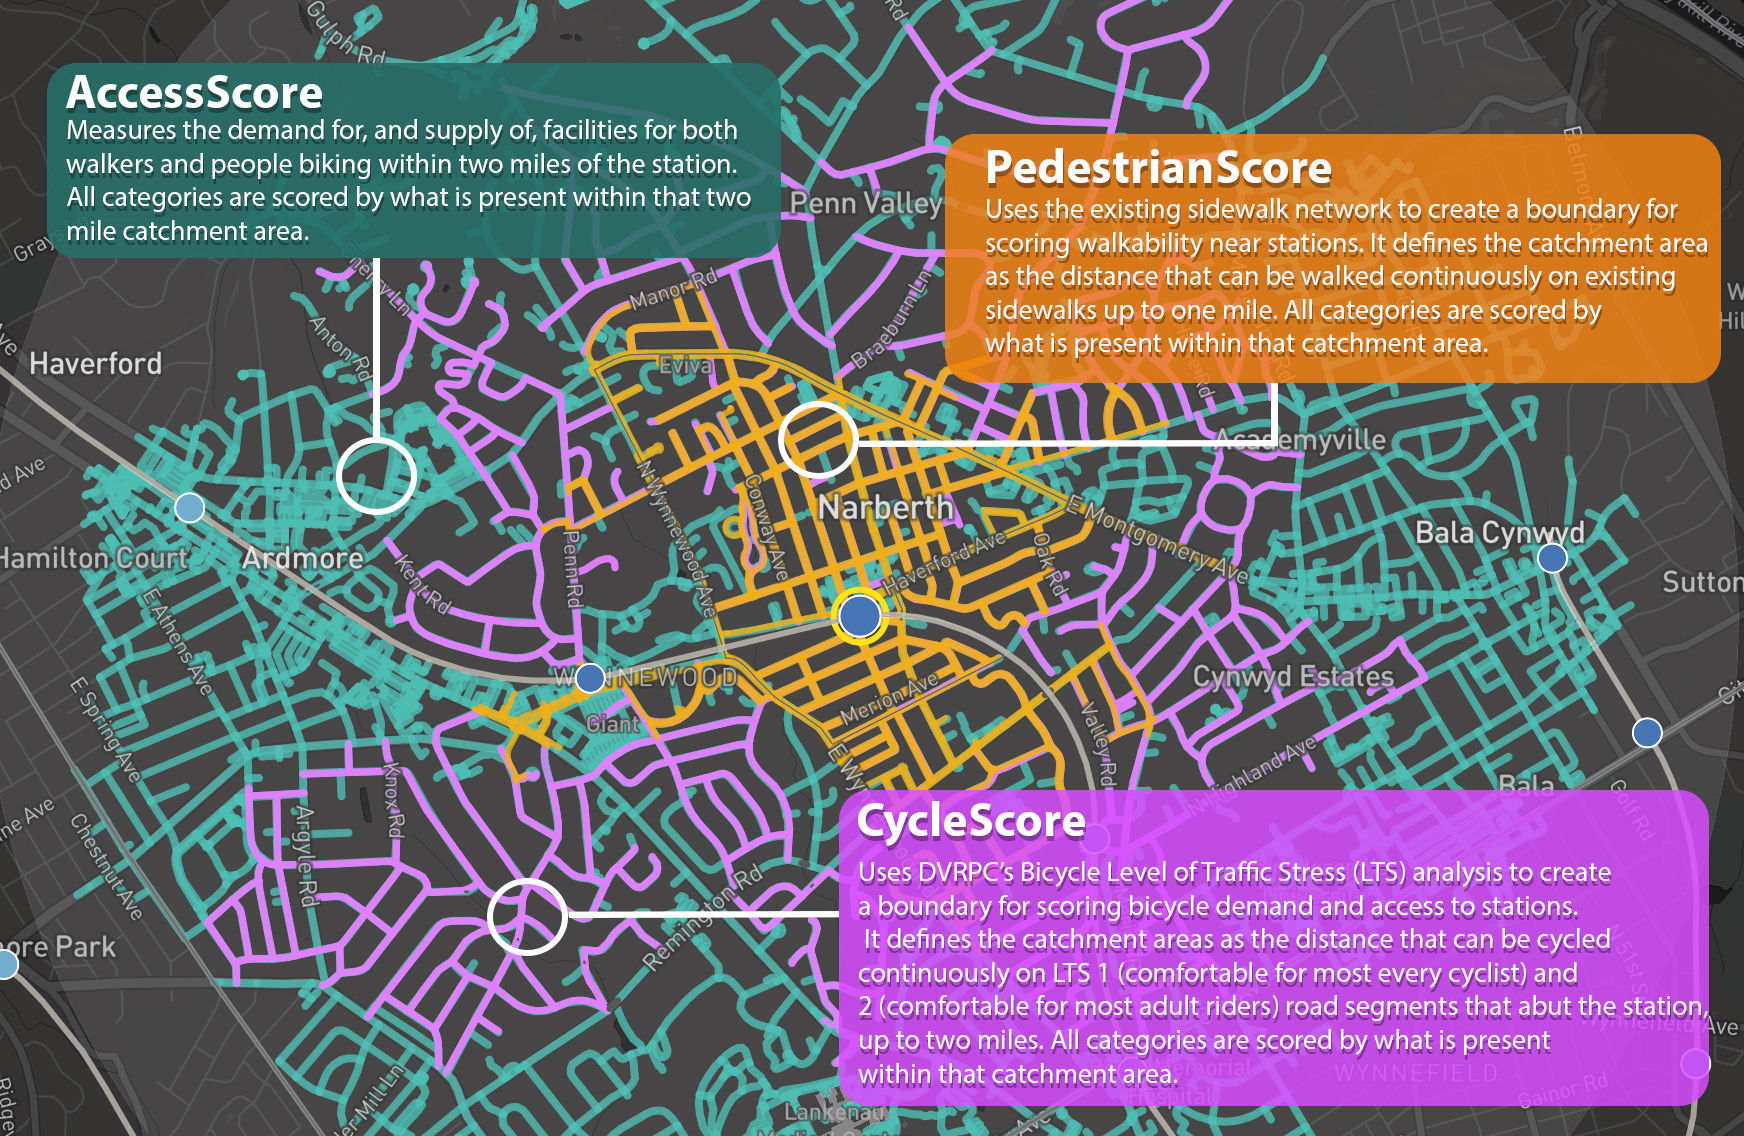 Gulph Rd
Rd
AccessScore
Measures the demand for, and supply of, facilities for both
walkers and people biking within two miles of the station.
All categories are scored by what is present within that two
mile catchment area.
PedestrianScore
Uses the existing sidewalk network to create a boundary for
scoring walkability near stations. It defines the catchment area
as the distance that can be walked continuously on existing
sidewalks up to one mile. All categories are scored by
what is present within that catchment area.
Penn Valley
Manor Rd
Braeburn Ln
Anton Rd
Haverford
Eviva
Academyville
Narberth
N Wynnewood Ave
Conway Ave
E Montgomery Ave
Haverford Ave
Oak Rd
Bala Cynwyd
Hamilton Court
Ardmore
Kent Rd
Penn Rd
Sutton
E Athens Ave
E Spring Ave
WYNNEWOOD
Cynwyd Estates
Giant
Merion Ave
Valley Rd
N Highland Ave
Bala
Golf Rd
Knox Rd
Argyle Rd
Chestnut Ave
ne Ave
E Wyn
CycleScore
Uses DVRPC's Bicycle Level of Traffic Stress (LTS) analysis to create
a boundary for scoring bicycle demand and access to stations.
It defines the catchment areas as the distance that can be cycled
continuously on LTS 1 (comfortable for most every cyclist) and
2 (comfortable for most adult riders) road segments that abut the station,
up to two miles. All categories are scored by what is present
within that catchment area.
Remington Rd
ore Park
N 51st S
Wynnefield Ave
WYNNEFIELD
Hospital
Gainor Rd
er Mill Ln
Lankenau
Ridge